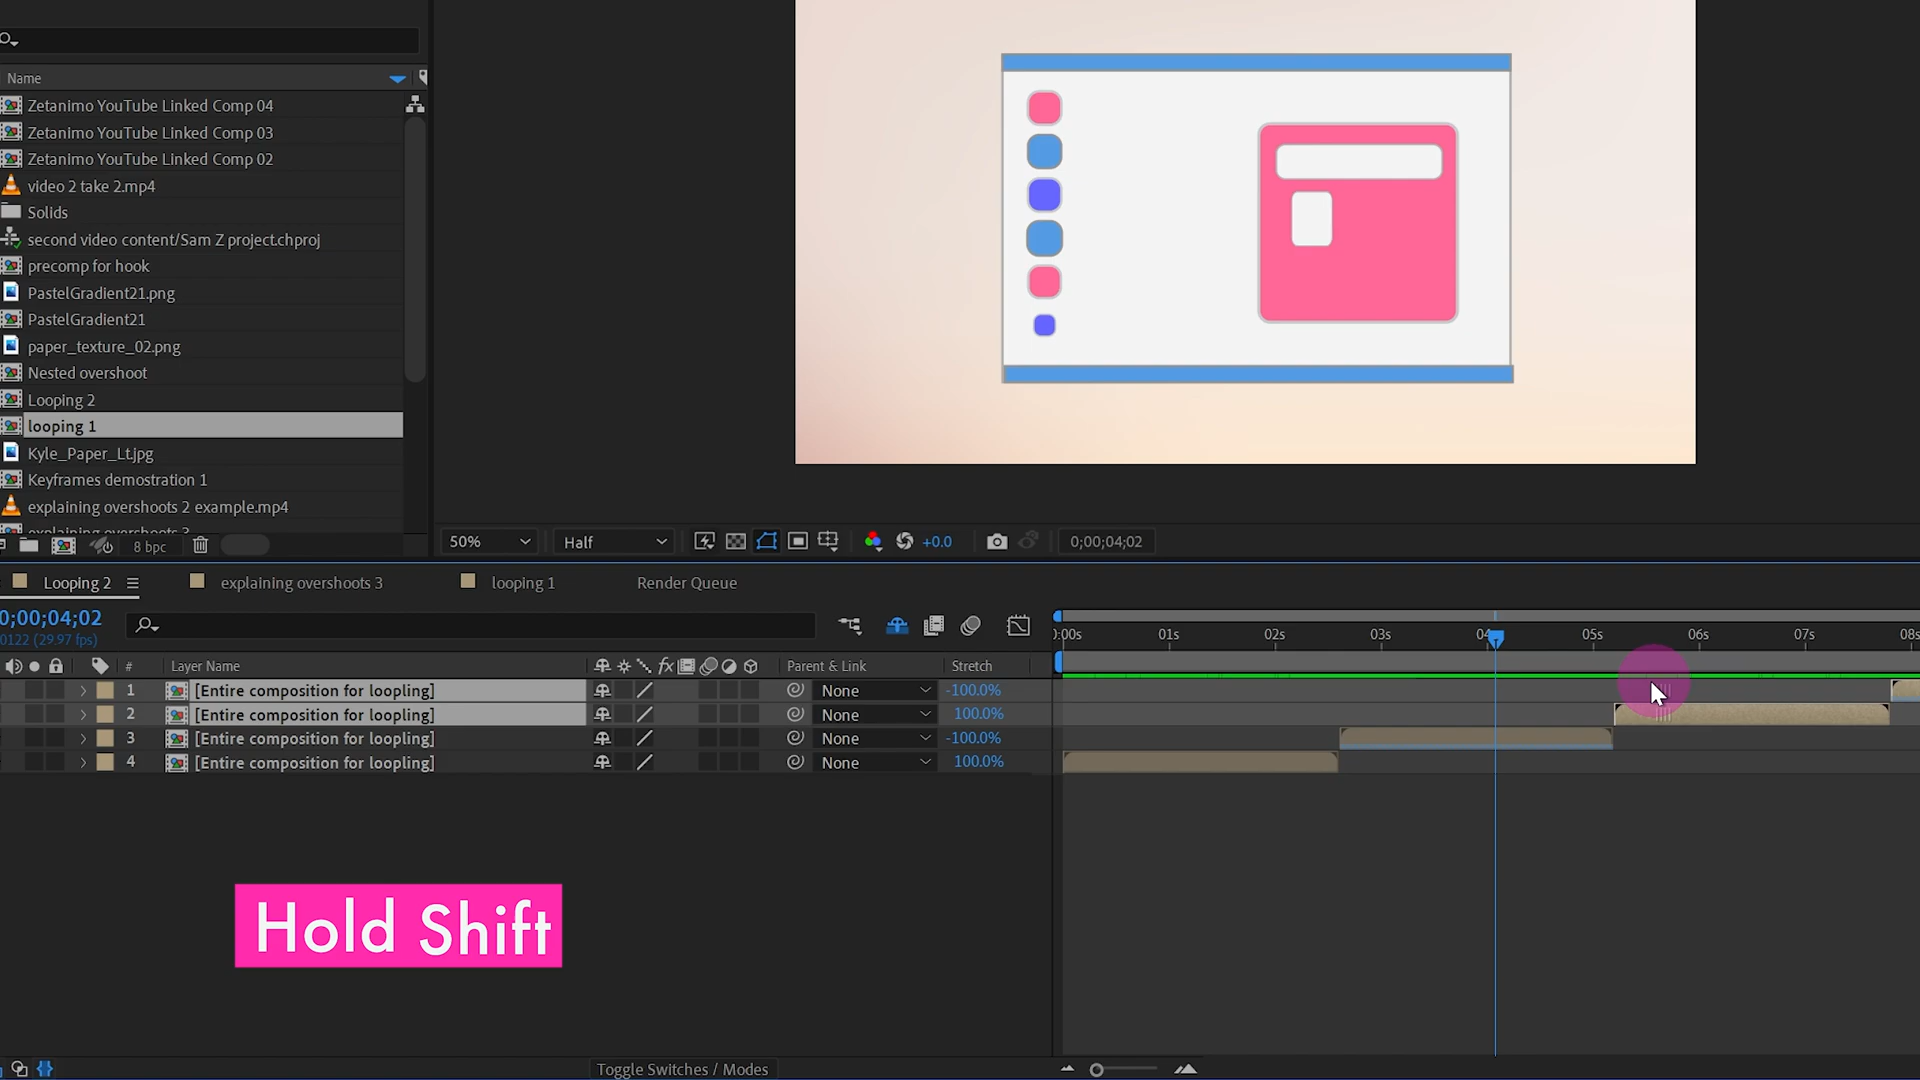 Name
Zetanimo YouTube Linked Comp 04
Zetanimo YouTube Linked Comp 03
Zetanimo YouTube Linked Comp 02
video 2 take 2.mp4
Solids
second video content/Sam Z project.chproj
precomp for hook
PastelGradient21.png
PastelGradient21
paper_texture_02.png
Nested overshoot
Looping 2
looping 1
Kyle_Paper_Lt.jpg
Keyframes demostration 1
explaining overshoots 2 example.mp4
explaining overshoots 3
8 bpc
50% Half +0.0 0;00;04;02
Looping 2 explaining overshoots 3 looping 1 Render Queue
0;00;04;02
0122 (29.97 fps)
:00s 01s 02s 03s 04 05s 06s 07s 08s
# Layer Name fx Parent & Link Stretch
1 [Entire composition for loopling] None -100.0%
2 [Entire composition for loopling] None 100.0%
3 [Entire composition for loopling] None -100.0%
4 [Entire composition for loopling] None 100.0%
Hold Shift
Toggle Switches / Modes